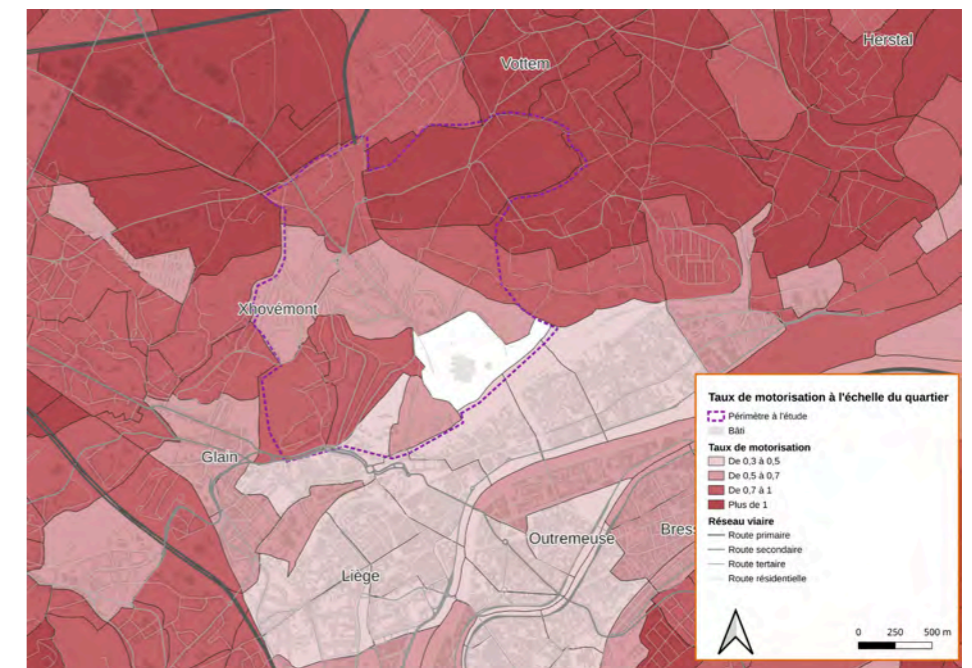 Herstal
Vottem
Xhovémont
Glain
Liège
Outremeuse
Bress
Taux de motorisation à l'échelle du quartier
Périmètre à l'étude
Bâti
Taux de motorisation
De 0,3 à 0,5
De 0,5 à 0,7
De 0,7 à 1
Plus de 1
Réseau viaire
Route primaire
Route secondaire
Route tertaire
Route résidentielle
0 250 500 m